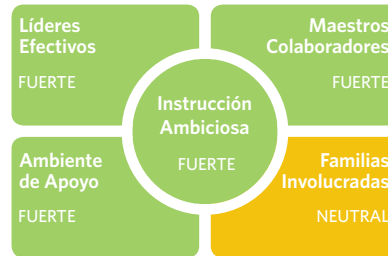 Líderes
Efectivos
FUERTE
Maestros
Colaboradores
FUERTE
Instrucción
Ambiciosa
FUERTE
Ambiente
de Apoyo
FUERTE
Familias
Involucradas
NEUTRAL